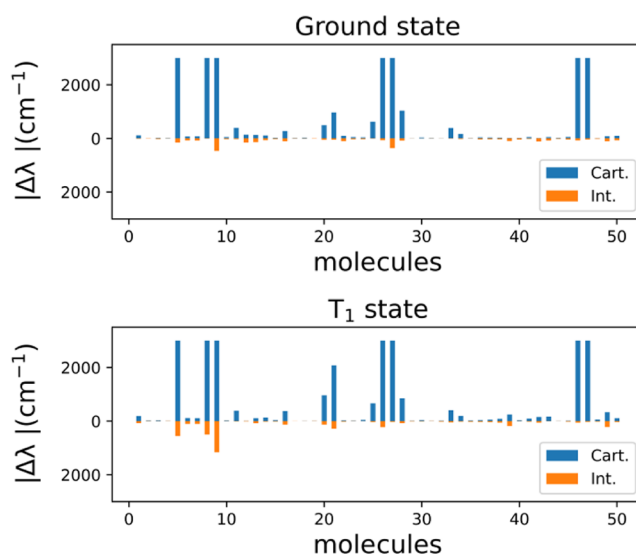 Ground state
|Δλ |(cm⁻¹)
2000
0
2000
Cart.
Int.
0 10 20 30 40 50
molecules
T₁ state
|Δλ |(cm⁻¹)
2000
0
2000
Cart.
Int.
0 10 20 30 40 50
molecules